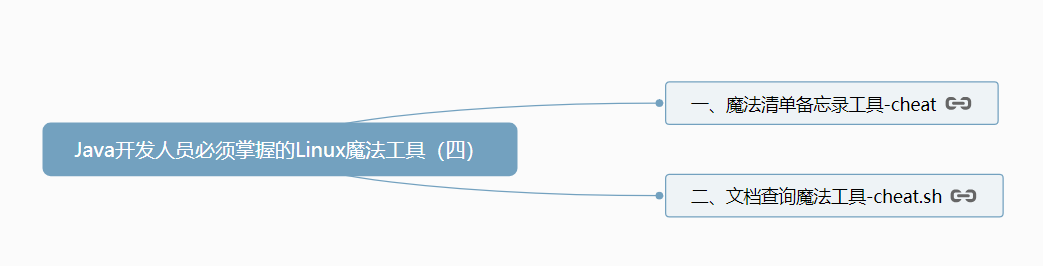 Java开发人员必须掌握的Linux魔法工具（四）
一、魔法清单备忘录工具-cheat
二、文档查询魔法工具-cheat.sh